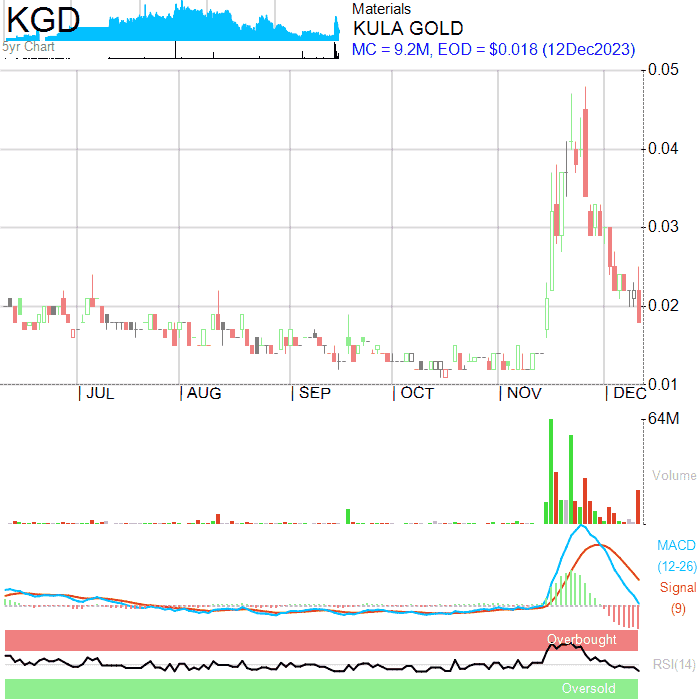 KGD
5yr Chart
Materials
KULA GOLD
MC = 9.2M, EOD = $0.018 (12Dec2023)
0.05
0.04
0.03
0.02
0.01
JUL
AUG
SEP
OCT
NOV
DEC
64M
Volume
MACD
(12-26)
Signal
(9)
Overbought
RSI(14)
Oversold